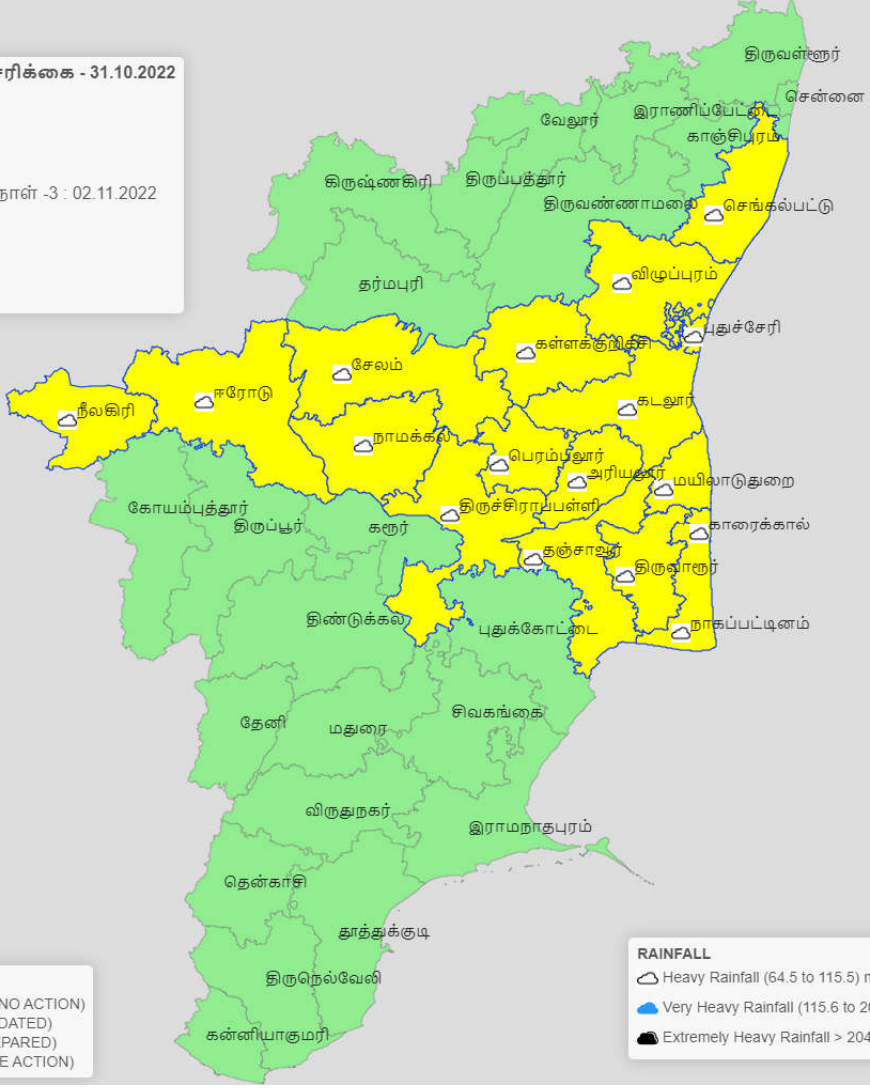 சரிக்கை - 31.10.2022
நாள் -3 : 02.11.2022
திருவள்ளூர்
சென்னை
இராணிப்பேட்டை
வேலூர்
காஞ்சிபுரம்
கிருஷ்ணகிரி
திருப்பத்தூர்
திருவண்ணாமலை
செங்கல்பட்டு
தர்மபுரி
விழுப்புரம்
புதுச்சேரி
கள்ளக்குறிச்சி
சேலம்
ஈரோடு
நீலகிரி
கடலூர்
நாமக்கல்
பெரம்பலூர்
அரியலூர்
மயிலாடுதுறை
கோயம்புத்தூர்
திருப்பூர்
கரூர்
திருச்சிராப்பள்ளி
காரைக்கால்
தஞ்சாவூர்
திருவாரூர்
திண்டுக்கல்
புதுக்கோட்டை
நாகப்பட்டினம்
தேனி
மதுரை
சிவகங்கை
விருதுநகர்
இராமநாதபுரம்
தென்காசி
தூத்துக்குடி
திருநெல்வேலி
கன்னியாகுமரி
NO ACTION)
DATED)
PARED)
E ACTION)
RAINFALL
Heavy Rainfall (64.5 to 115.5) m
Very Heavy Rainfall (115.6 to 20
Extremely Heavy Rainfall > 204